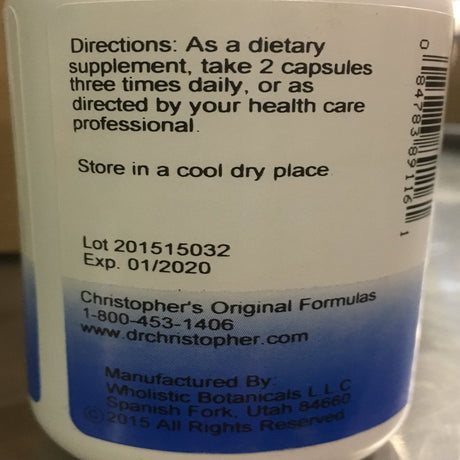 Directions: As a dietary
supplement, take 2 capsules
three times daily, or as
directed by your health care
professional.
Store in a cool dry place
Lot 201515032
Exp. 01/2020
Christopher's Original Formulas
1-800-453-1406
www.drchristopher.com
Manufactured By:
Wholistic Botanicals L L C
Spanish Fork, Utah 84660
©2015 All Rights Reserved
0 84783 89116 1